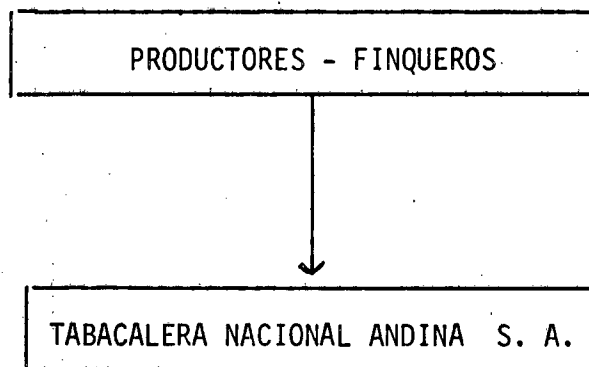 PRODUCTORES - FINQUEROS
TABACALERA NACIONAL ANDINA S. A.